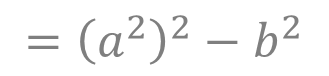 = (a²)² − b²